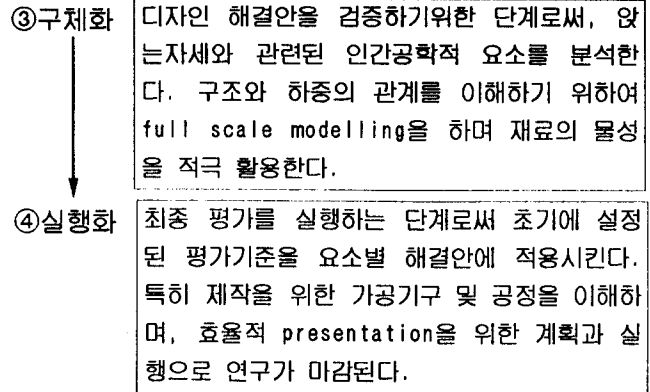 ③구체화 디자인 해결안을 검증하기위한 단계로써, 앉
는자세와 관련된 인간공학적 요소를 분석한
다. 구조와 하중의 관계를 이해하기 위하여
full scale modelling을 하며 재료의 물성
을 적극 활용한다.
④실행화 최종 평가를 실행하는 단계로써 초기에 설정
된 평가기준을 요소별 해결안에 적용시킨다.
특히 제작을 위한 가공기구 및 공정을 이해하
며, 효율적 presentation을 위한 계획과 실
행으로 연구가 마감된다.